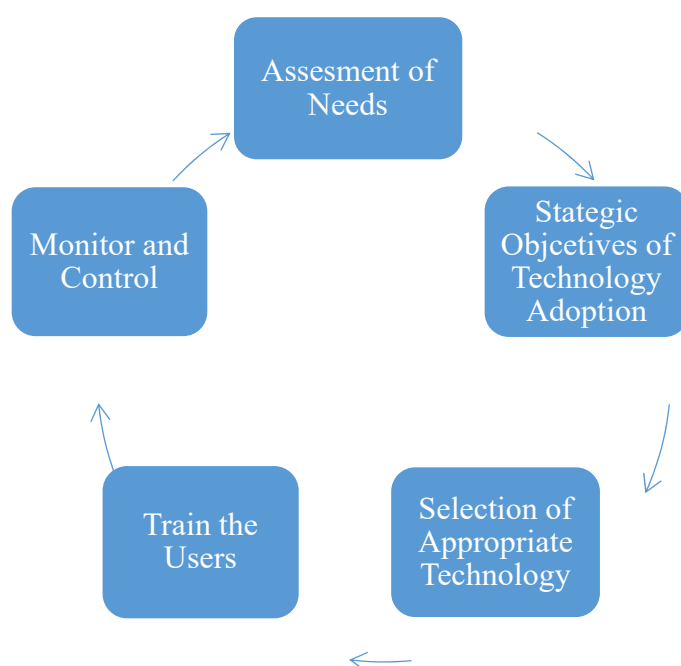 Assesment of
Needs
Stategic
Objcetives of
Technology
Adoption
Selection of
Appropriate
Technology
Train the
Users
Monitor and
Control